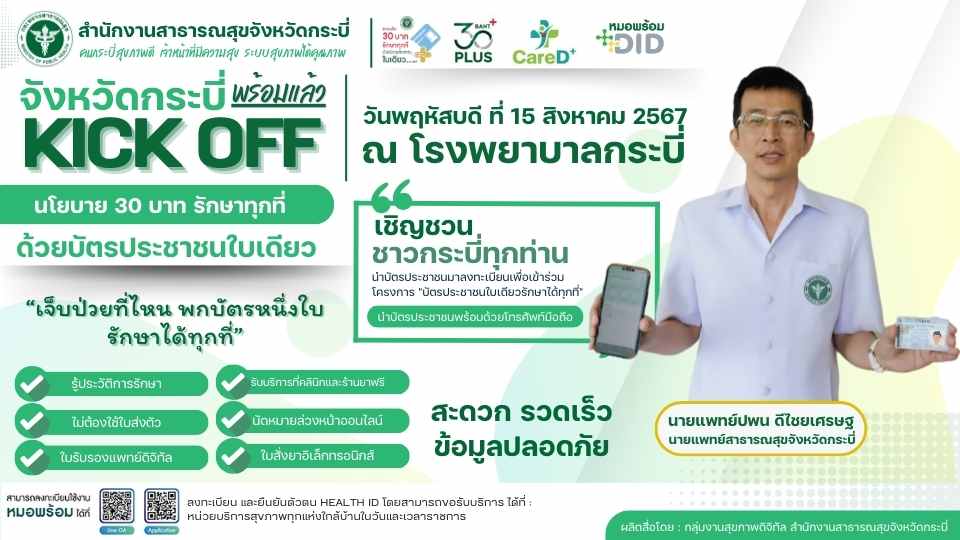 สำนักงานสาธารณสุขจังหวัดกระบี่
คนกระบี่สุขภาพดี เจ้าหน้าที่มีความสุข ระบบสุขภาพได้คุณภาพ
30 บาท
รักษาทุกที่
ใบเดียว
30 BAHT+
PLUS
CareD+
หมอพร้อม
DID
จังหวัดกระบี่ พร้อมแล้ว
KICK OFF
วันพฤหัสบดี ที่ 15 สิงหาคม 2567
ณ โรงพยาบาลกระบี่
นโยบาย 30 บาท รักษาทุกที่
ด้วยบัตรประชาชนใบเดียว
เชิญชวน
ชาวกระบี่ทุกท่าน
นำบัตรประชาชนมาลงทะเบียนเพื่อเข้าร่วม
โครงการ "บัตรประชาชนใบเดียวรักษาได้ทุกที่"
นำบัตรประชาชนพร้อมด้วยโทรศัพท์มือถือ
“เจ็บป่วยที่ไหน พกบัตรหนึ่งใบ
รักษาได้ทุกที่”
รู้ประวัติการรักษา
รับบริการที่คลินิกและร้านยาฟรี
ไม่ต้องใช้ใบส่งตัว
นัดหมายล่วงหน้าออนไลน์
ใบรับรองแพทย์ดิจิทัล
ใบสั่งยาอิเล็กทรอนิกส์
สะดวก รวดเร็ว
ข้อมูลปลอดภัย
นายแพทย์ปพน ดีไชยเศรษฐ
นายแพทย์สาธารณสุขจังหวัดกระบี่
สามารถลงทะเบียนใช้งาน
หมอพร้อม ได้ที่
Line OA
Application
ลงทะเบียน และยืนยันตัวตน HEALTH ID โดยสามารถขอรับบริการ ได้ที่ :
หน่วยบริการสุขภาพทุกแห่งใกล้บ้านในวันและเวลาราชการ
ผลิตสื่อโดย : กลุ่มงานสุขภาพดิจิทัล สำนักงานสาธารณสุขจังหวัดกระบี่